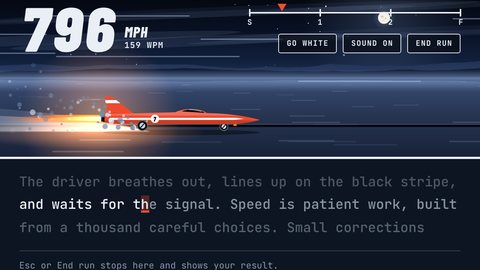 796 MPH
159 WPM
S 1 2 F
GO WHITE SOUND ON END RUN
7
The driver breathes out, lines up on the black stripe,
and waits for the signal. Speed is patient work, built
from a thousand careful choices. Small corrections
Esc or End run stops here and shows your result.